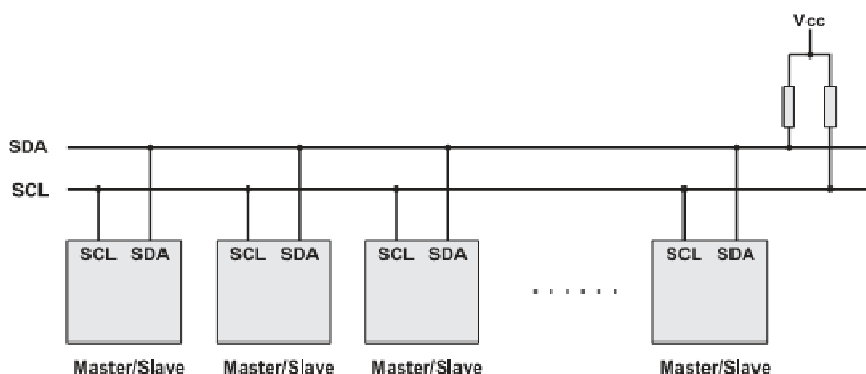 Vcc
SDA
SCL
SCL SDA
SCL SDA
SCL SDA
......
SCL SDA
Master/Slave
Master/Slave
Master/Slave
Master/Slave